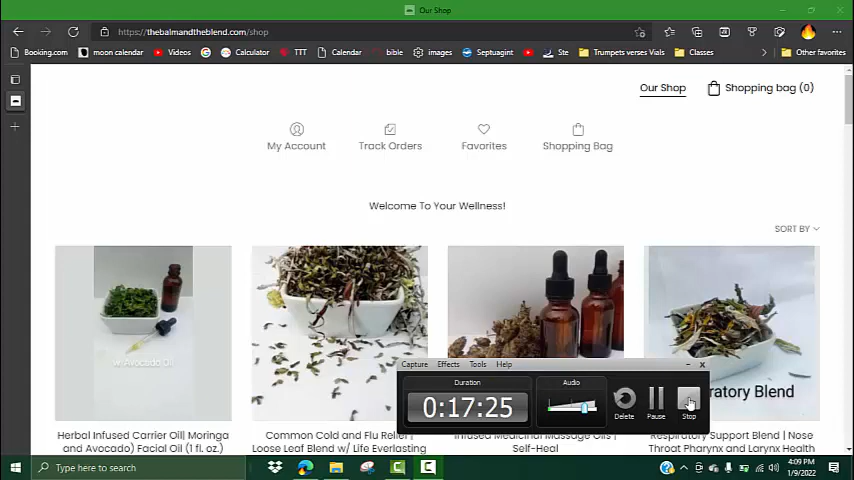 Our Shop
https://thebalmandtheblend.com/shop
Booking.com
moon calendar
Videos
G
Calculator
TTT
Calendar
bible
images
Septuagint
Ste
Trumpets verses Vials
Classes
Other favorites
Our Shop
Shopping bag (0)
My Account
Track Orders
Favorites
Shopping Bag
Welcome To Your Wellness!
SORT BY
w/Avocado Oil
ratory Blend
Capture Effects Tools Help
Duration
0:17:25
Audio
Delete
Pause
Stop
Herbal Infused Carrier Oil| Moringa
and Avocado) Facial Oil (1 fl. oz.)
Common Cold and Flu Relief |
Loose Leaf Blend w/ Life Everlasting
Infused Medicinal Massage Oils |
Self-Heal
Respiratory Support Blend | Nose
Throat Pharynx and Larynx Health
Type here to search
4:09 PM
1/9/2022